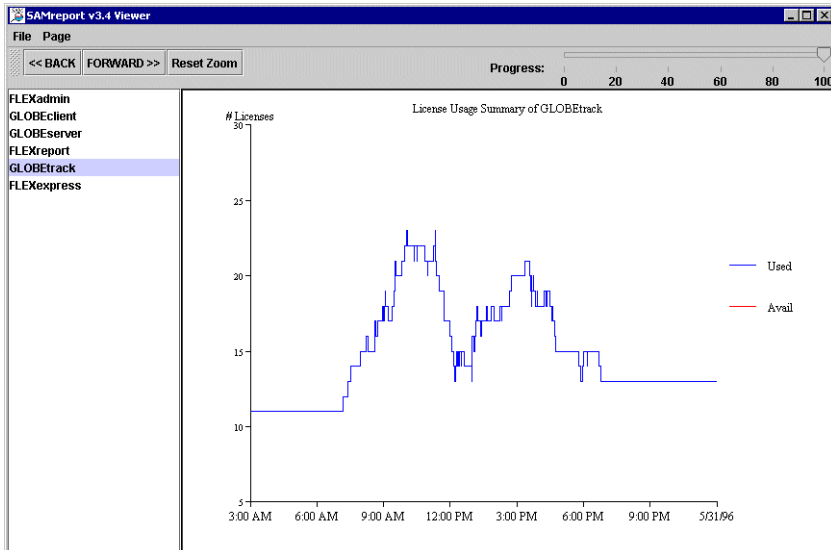 SAMreport v3.4 Viewer
File Page
<< BACK FORWARD >> Reset Zoom
Progress:
0 20 40 60 80 100
FLEXadmin
GLOBEclient
GLOBEserver
FLEXreport
GLOBEtrack
FLEXexpress
License Usage Summary of GLOBEtrack
# Licenses
30
25
20
15
10
5
3:00 AM 6:00 AM 9:00 AM 12:00 PM 3:00 PM 6:00 PM 9:00 PM 5/31/96
Used
Avail